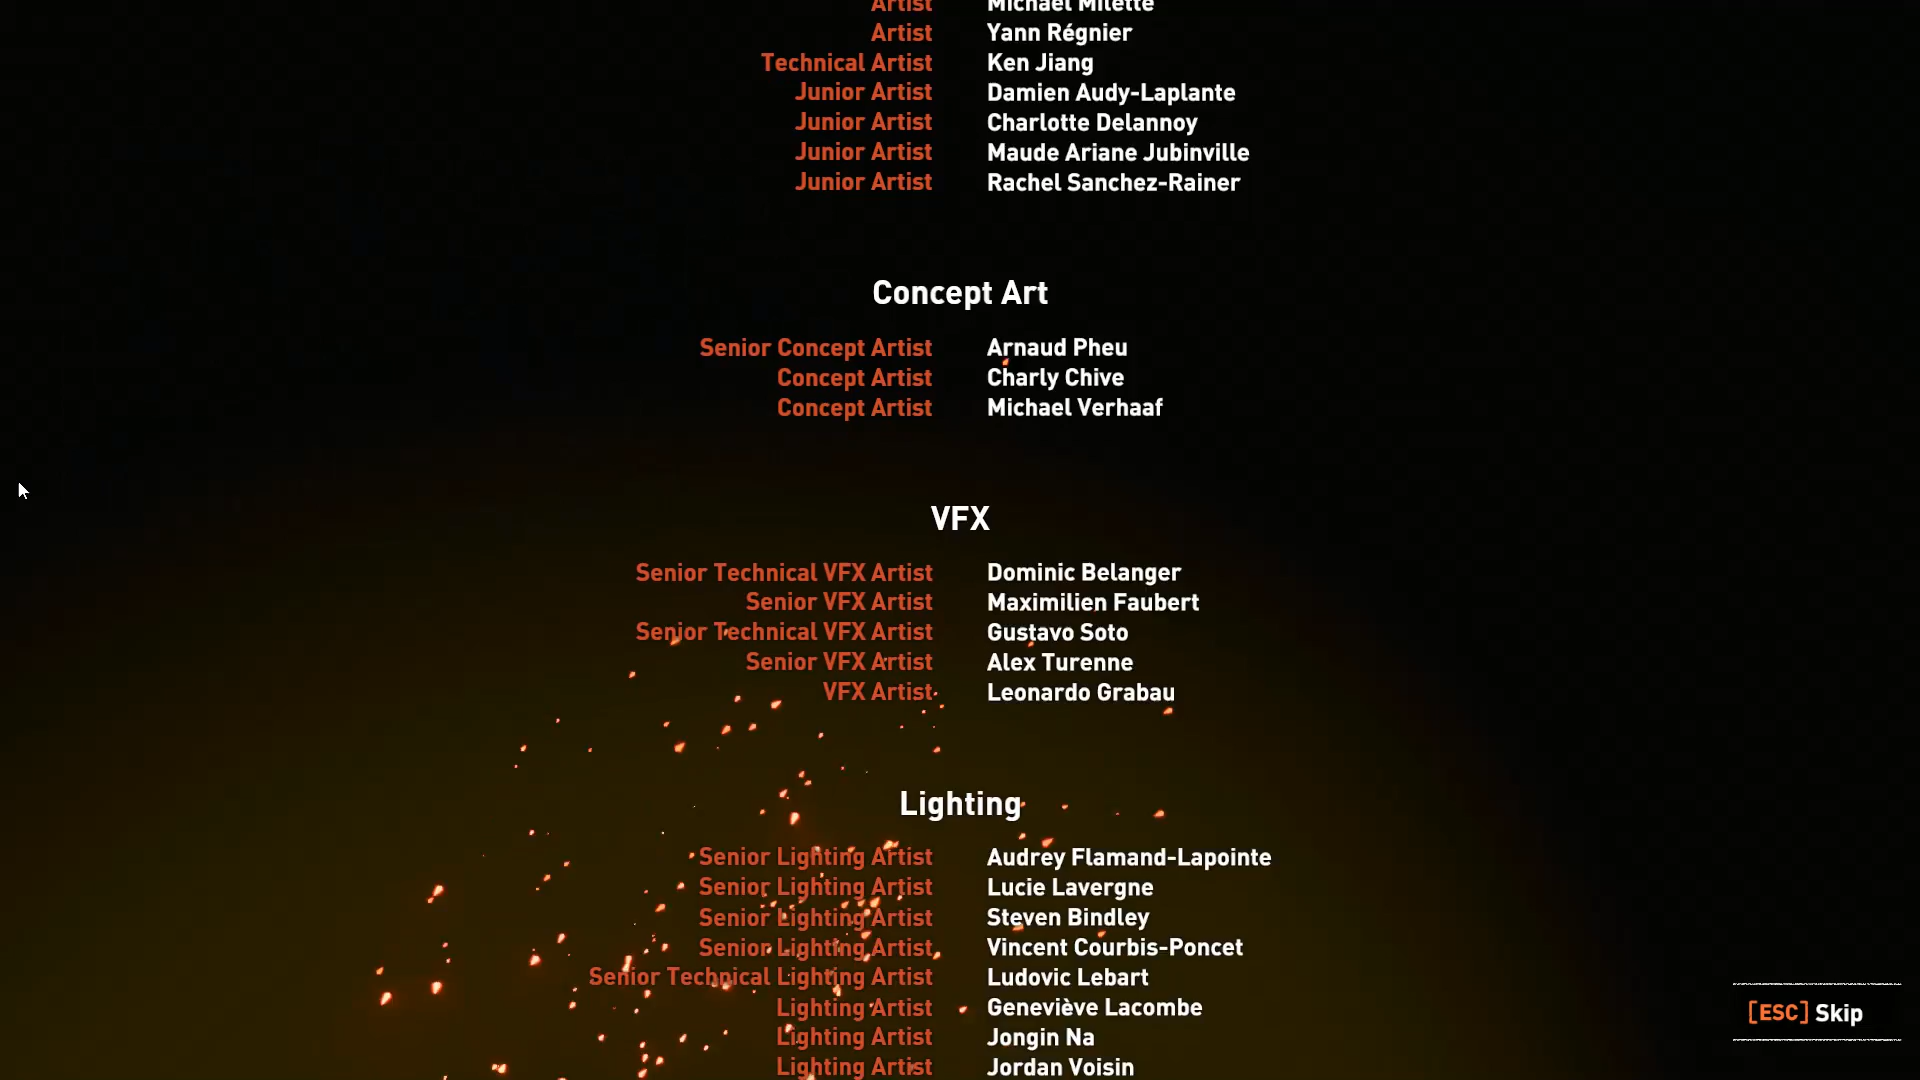 Artist Michael Milette
Artist Yann Régnier
Technical Artist Ken Jiang
Junior Artist Damien Audy-Laplante
Junior Artist Charlotte Delannoy
Junior Artist Maude Ariane Jubinville
Junior Artist Rachel Sanchez-Rainer
Concept Art
Senior Concept Artist Arnaud Pheu
Concept Artist Charly Chive
Concept Artist Michael Verhaaf
VFX
Senior Technical VFX Artist Dominic Belanger
Senior VFX Artist Maximilien Faubert
Senior Technical VFX Artist Gustavo Soto
Senior VFX Artist Alex Turenne
VFX Artist Leonardo Grabau
Lighting
Senior Lighting Artist Audrey Flamand-Lapointe
Senior Lighting Artist Lucie Lavergne
Senior Lighting Artist Steven Bindley
Senior Lighting Artist Vincent Courbis-Poncet
Senior Technical Lighting Artist Ludovic Lebart
Lighting Artist Geneviève Lacombe
Lighting Artist Jongin Na
Lighting Artist Jordan Voisin
[ESC] Skip